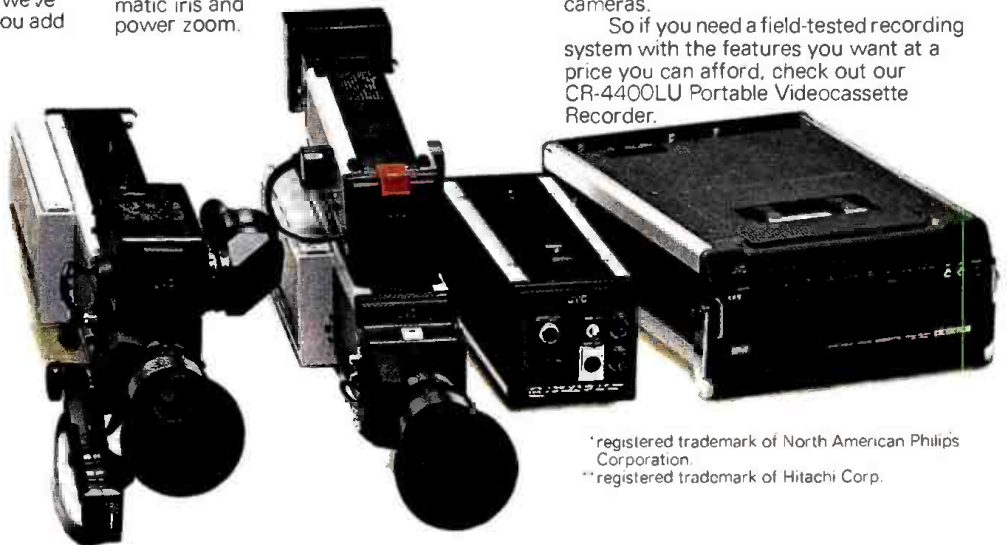 we've
ou add
matic iris and
power zoom.
cameras.
So if you need a field-tested recording
system with the features you want at a
price you can afford, check out our
CR-4400LU Portable Videocassette
Recorder.
JVC
*registered trademark of North American Philips
Corporation.
**registered trademark of Hitachi Corp.